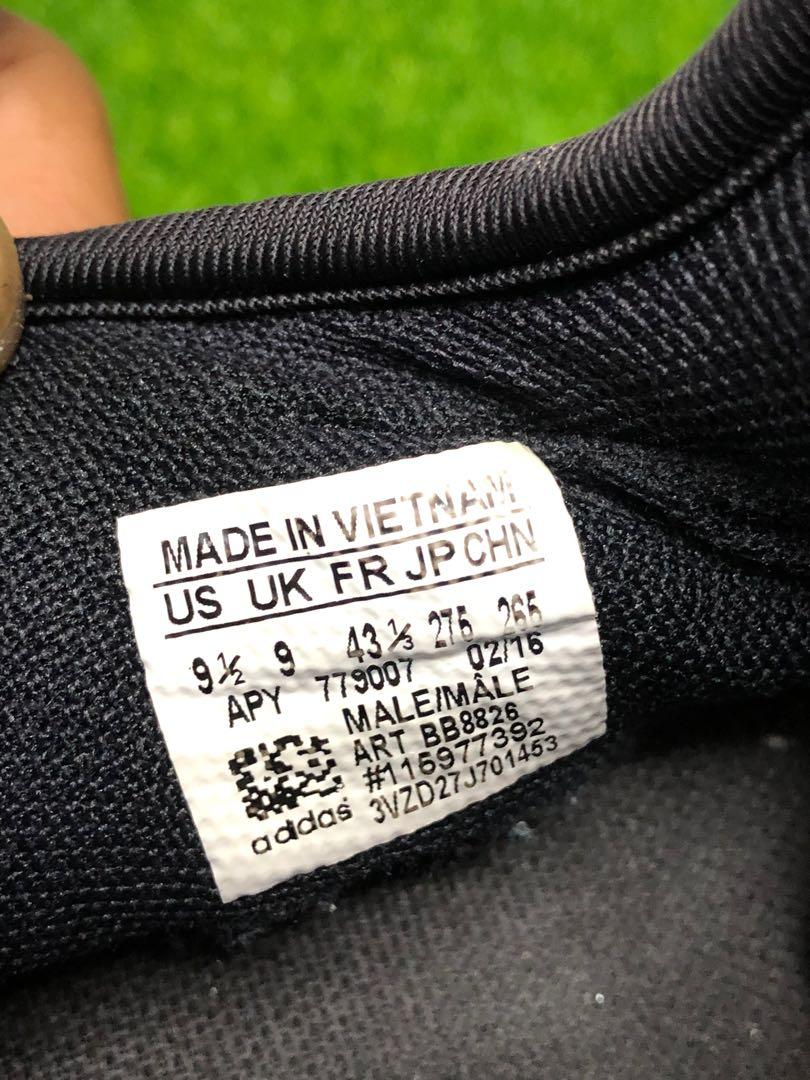 MADE IN VIETNAM
US UK FR JP CHN
9½ 9 43⅓ 275 265
APY 779007 02/16
MALE/MÂLE
ART BB8826
#116977392
adidas 3VZD27J701453